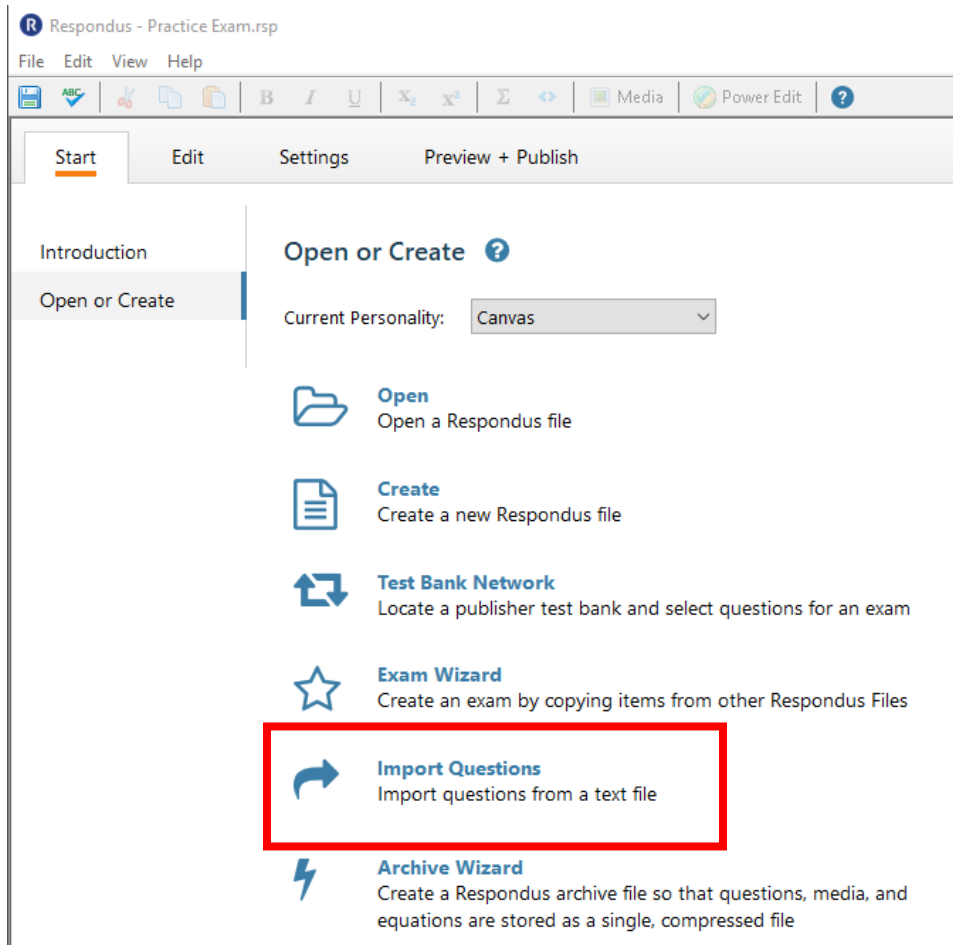 R Respondus - Practice Exam.rsp
File Edit View Help
ABC B I U X₂ X² Σ <> Media Power Edit ?
Start Edit Settings Preview + Publish
Introduction
Open or Create
Open or Create ?
Current Personality: Canvas
Open
Open a Respondus file
Create
Create a new Respondus file
Test Bank Network
Locate a publisher test bank and select questions for an exam
Exam Wizard
Create an exam by copying items from other Respondus Files
Import Questions
Import questions from a text file
Archive Wizard
Create a Respondus archive file so that questions, media, and
equations are stored as a single, compressed file